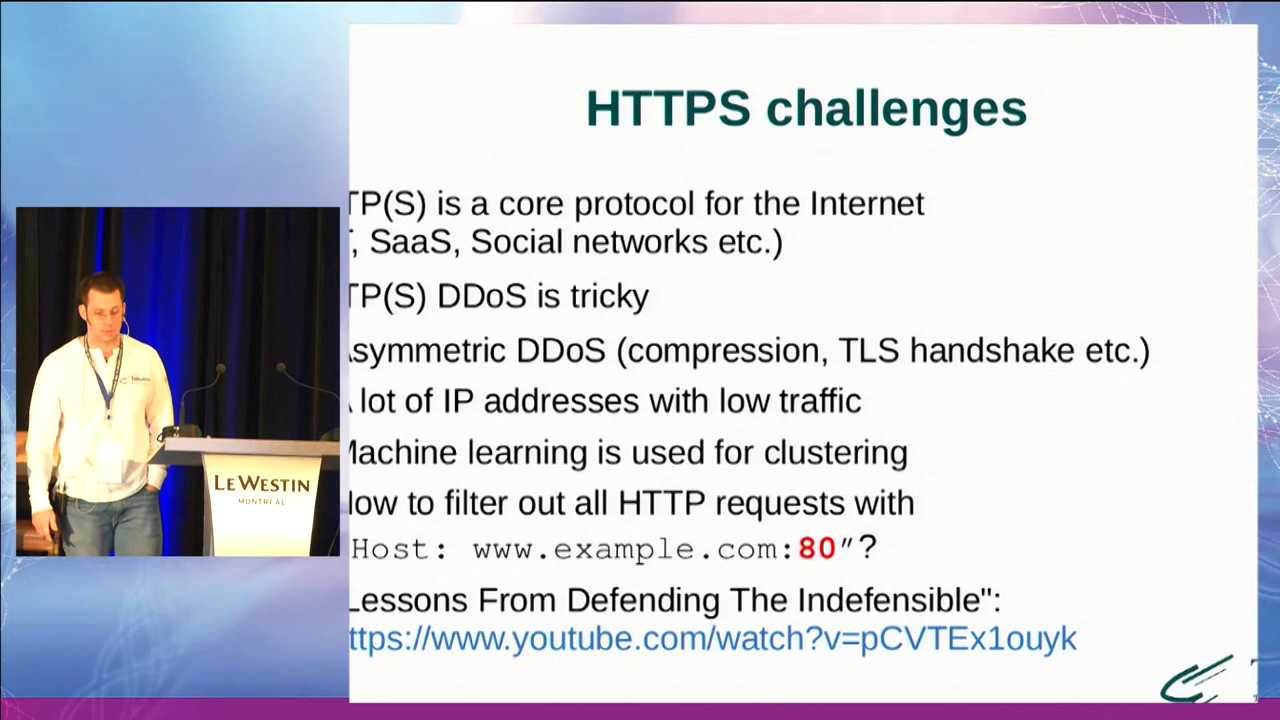 HTTPS challenges
TP(S) is a core protocol for the Internet
, SaaS, Social networks etc.)
TP(S) DDoS is tricky
symmetric DDoS (compression, TLS handshake etc.)
lot of IP addresses with low traffic
Machine learning is used for clustering
ow to filter out all HTTP requests with
Host: www.example.com:80"?
Lessons From Defending The Indefensible":
ttps://www.youtube.com/watch?v=pCVTEx1ouyk
LE WESTIN
MONTRÉAL